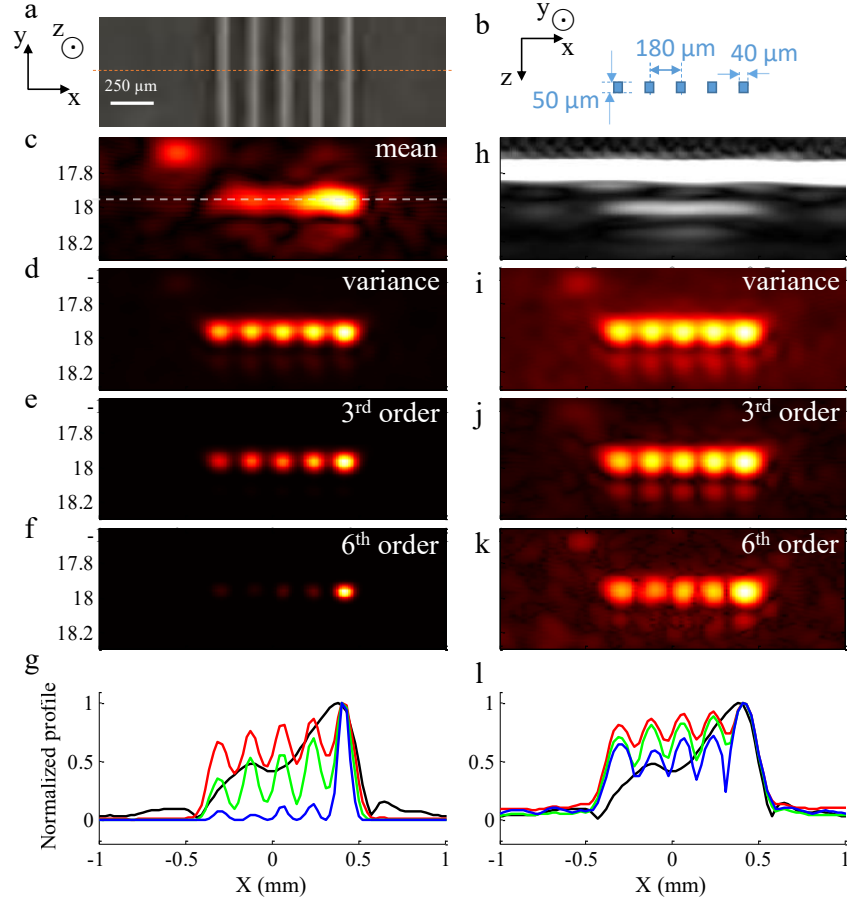 a
y
z
x
250 µm
b
y
x
z
180 µm
40 µm
50 µm
c
mean
17.8
18
18.2
h
d
variance
-
17.8
18
18.2
i
variance
e
3rd order
-
17.8
18
18.2
j
3rd order
f
6th order
-
17.8
18
18.2
k
6th order
g
Normalized profile
1
0.5
0
-1
-0.5
0
0.5
1
X (mm)
l
1
0.5
0
-1
-0.5
0
0.5
1
X (mm)